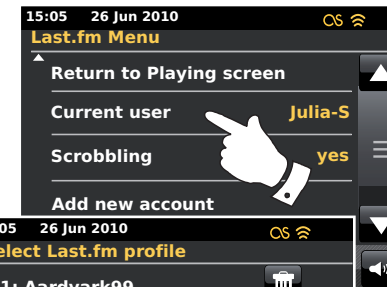 15:05 26 Jun 2010
Last.fm Menu
Return to Playing screen
Current user Julia-S
Scrobbling yes
Add new account
05 26 Jun 2010
elect Last.fm profile
1: Aardvark99